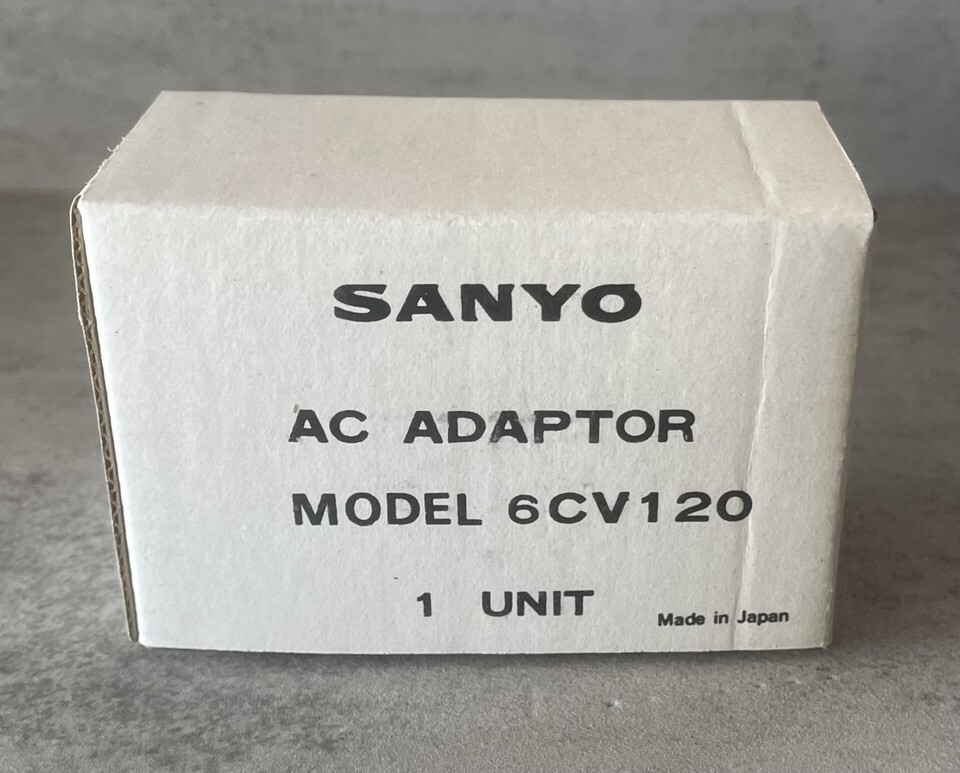 SANYO
AC ADAPTOR
MODEL 6CV120
1 UNIT
Made in Japan